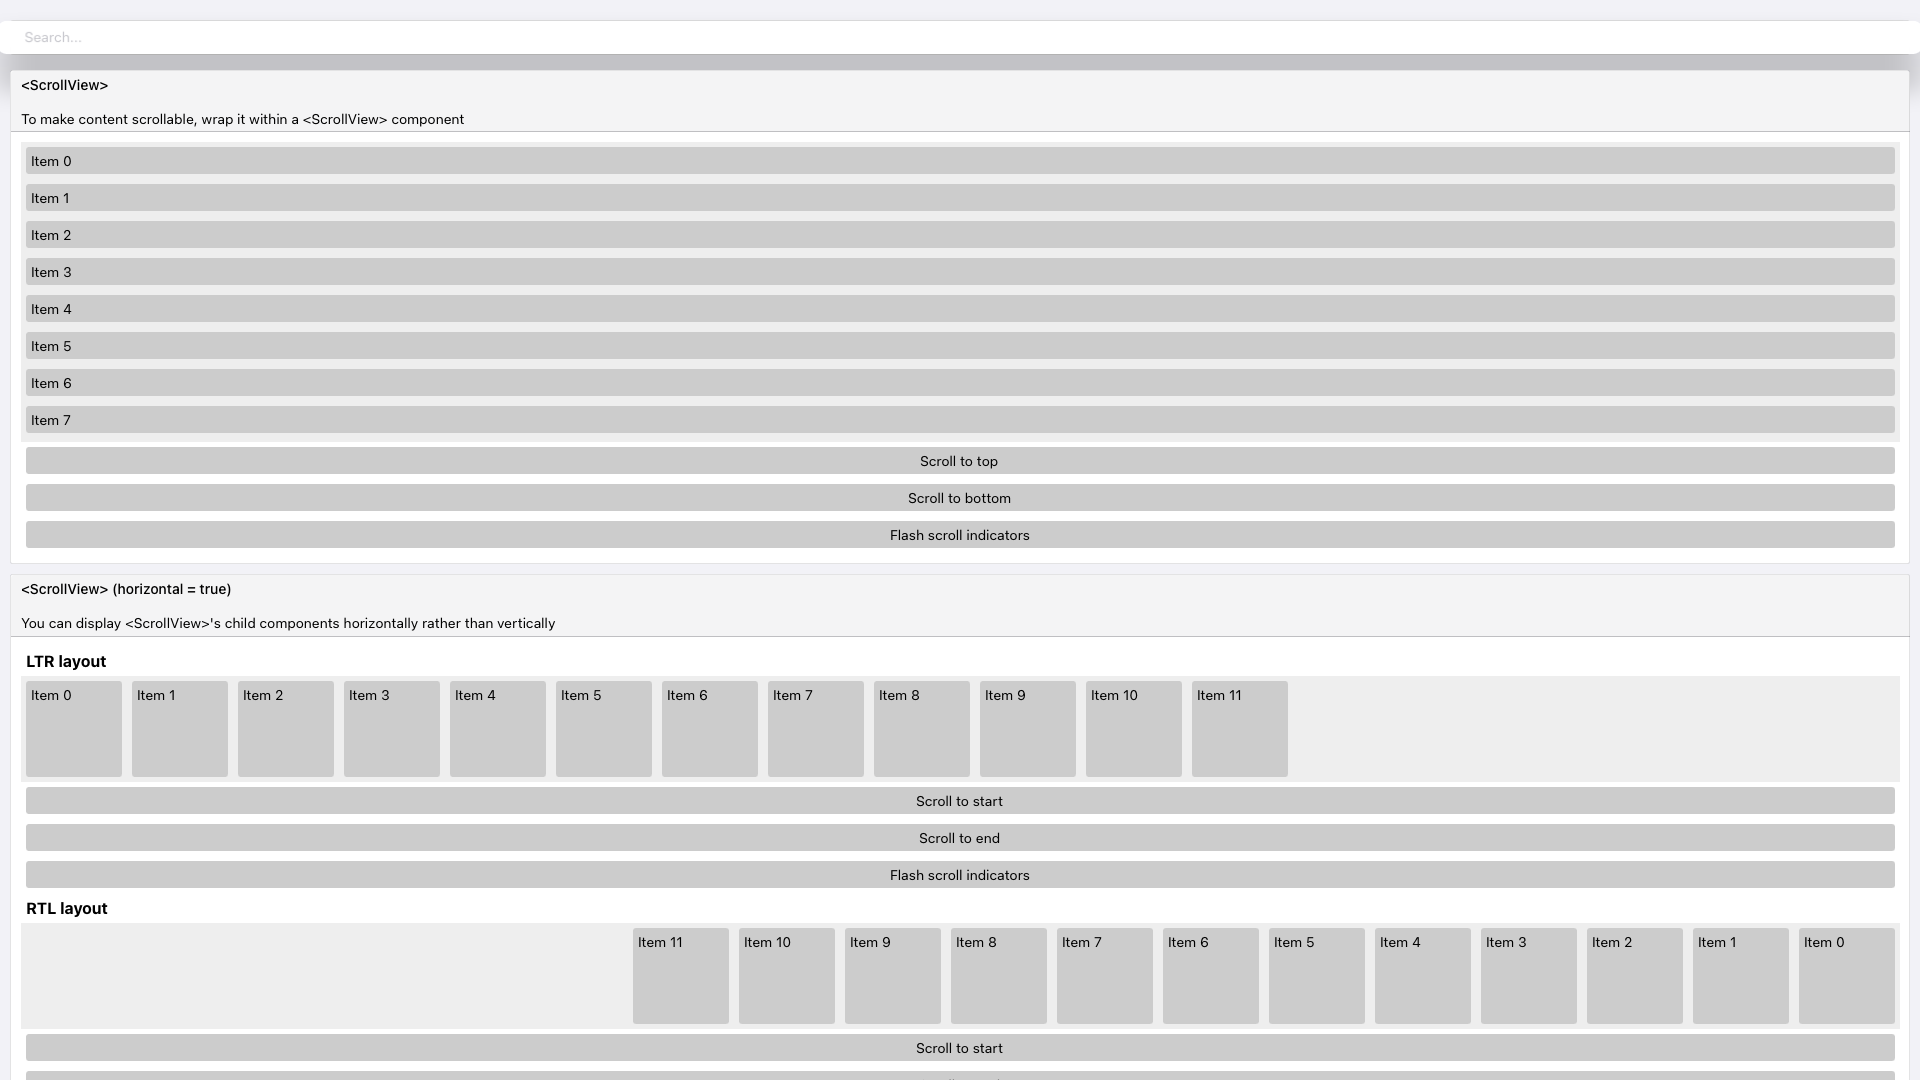 Search...
<ScrollView>
To make content scrollable, wrap it within a <ScrollView> component
Item 0
Item 1
Item 2
Item 3
Item 4
Item 5
Item 6
Item 7
Scroll to top
Scroll to bottom
Flash scroll indicators
<ScrollView> (horizontal = true)
You can display <ScrollView>'s child components horizontally rather than vertically
LTR layout
Item 0 Item 1 Item 2 Item 3 Item 4 Item 5 Item 6 Item 7 Item 8 Item 9 Item 10 Item 11
Scroll to start
Scroll to end
Flash scroll indicators
RTL layout
Item 11 Item 10 Item 9 Item 8 Item 7 Item 6 Item 5 Item 4 Item 3 Item 2 Item 1 Item 0
Scroll to start